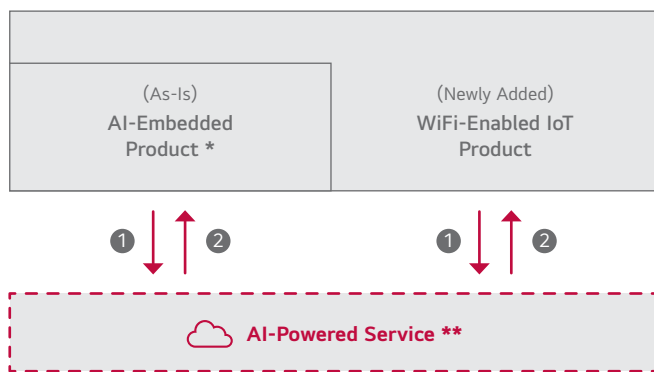 (As-Is)
AI-Embedded
Product *
(Newly Added)
WiFi-Enabled IoT
Product
1
2
1
2
AI-Powered Service **